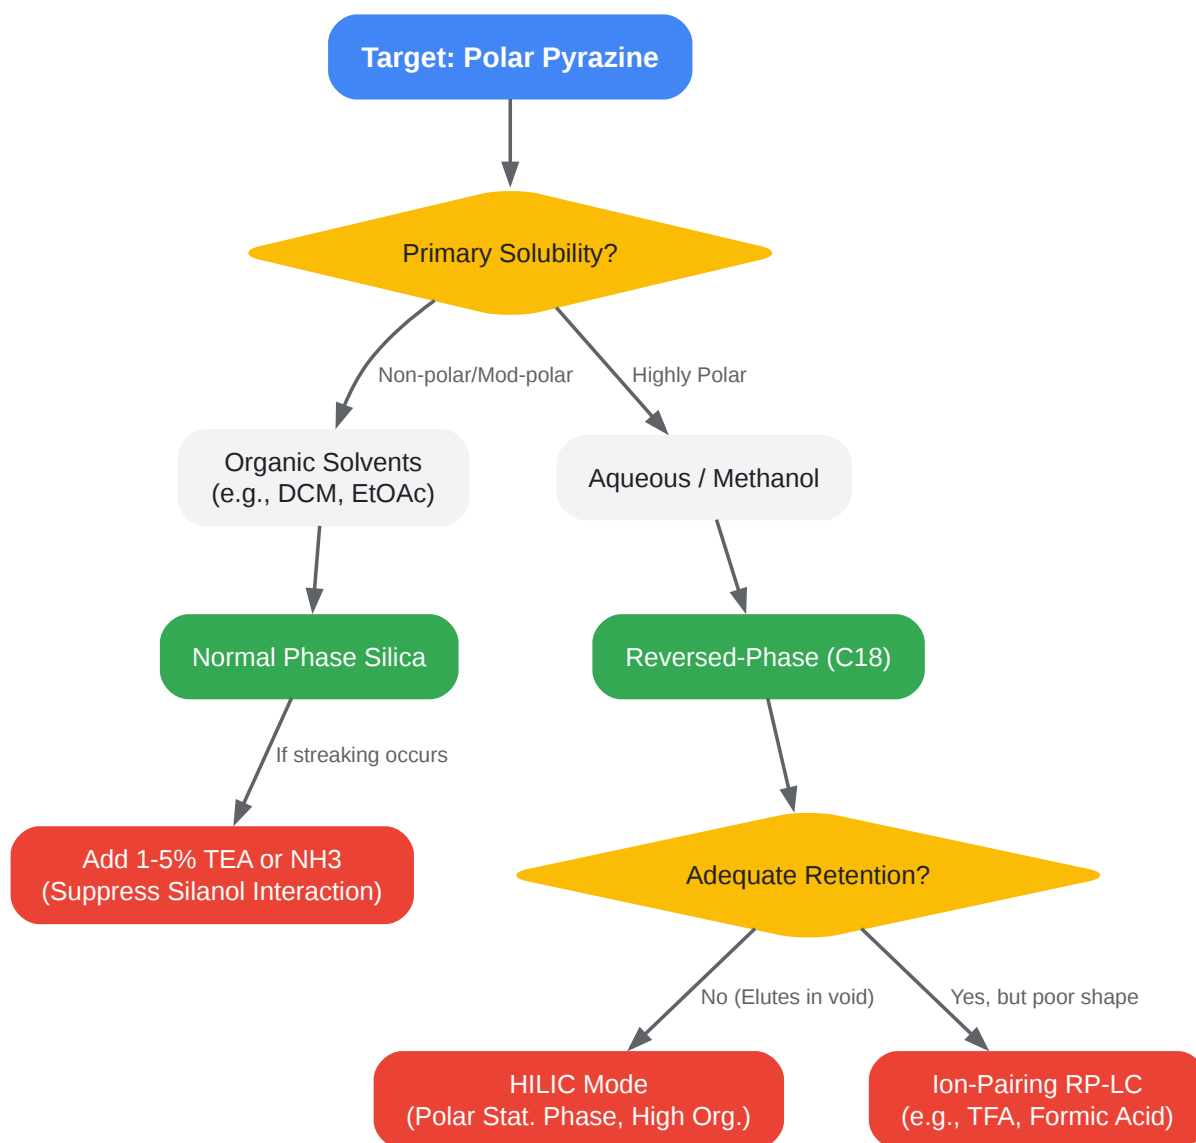 Target: Polar Pyrazine
Primary Solubility?
Non-polar/Mod-polar
Highly Polar
Organic Solvents
(e.g., DCM, EtOAc)
Aqueous / Methanol
Normal Phase Silica
Reversed-Phase (C18)
If streaking occurs
Add 1-5% TEA or NH3
(Suppress Silanol Interaction)
Adequate Retention?
No (Elutes in void)
Yes, but poor shape
HILIC Mode
(Polar Stat. Phase, High Org.)
Ion-Pairing RP-LC
(e.g., TFA, Formic Acid)